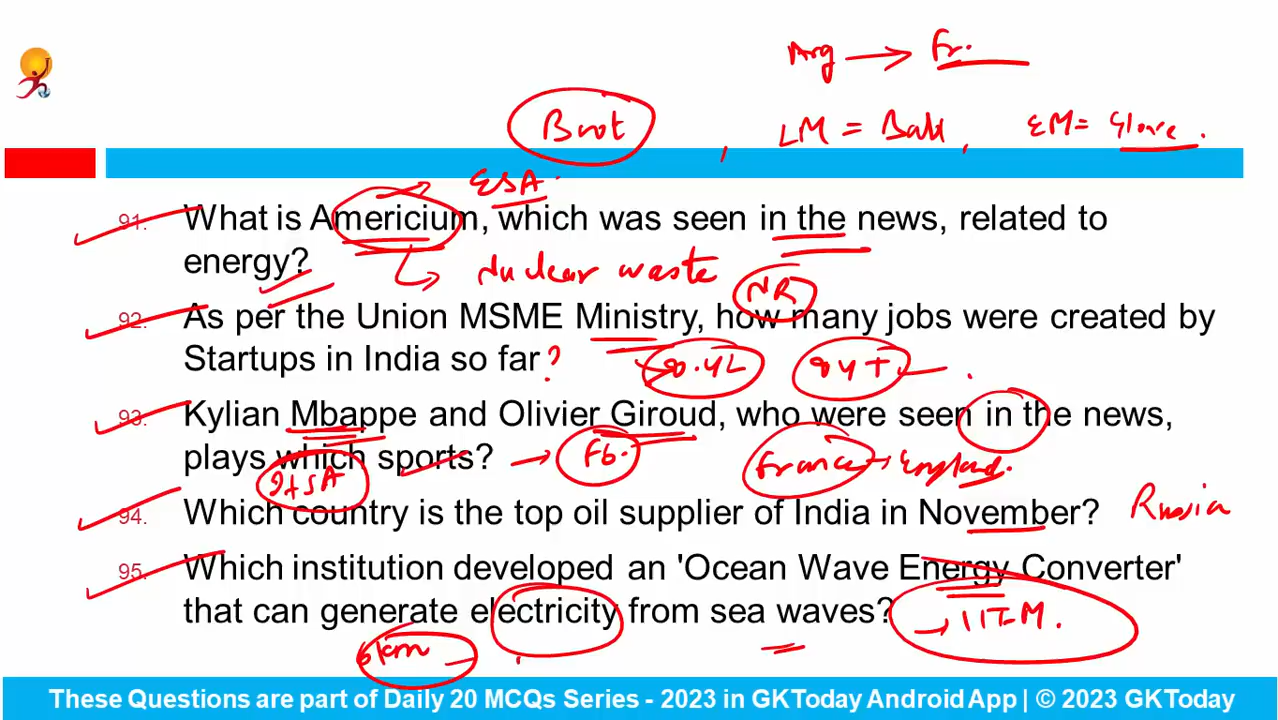 Arg → Fr.
LM = Ball, EM = Glove.
ESA
91. What is Americium, which was seen in the news, related to
energy?
→ Nuclear waste
NR
92. As per the Union MSME Ministry, how many jobs were created by
Startups in India so far?
93. Kylian Mbappe and Olivier Giroud, who were seen in the news,
plays which sports? → Fb. France → England.
94. Which country is the top oil supplier of India in November? Russia
95. Which institution developed an 'Ocean Wave Energy Converter'
that can generate electricity from sea waves? → IIT-M.
6km
These Questions are part of Daily 20 MCQs Series - 2023 in GKToday Android App | © 2023 GKToday